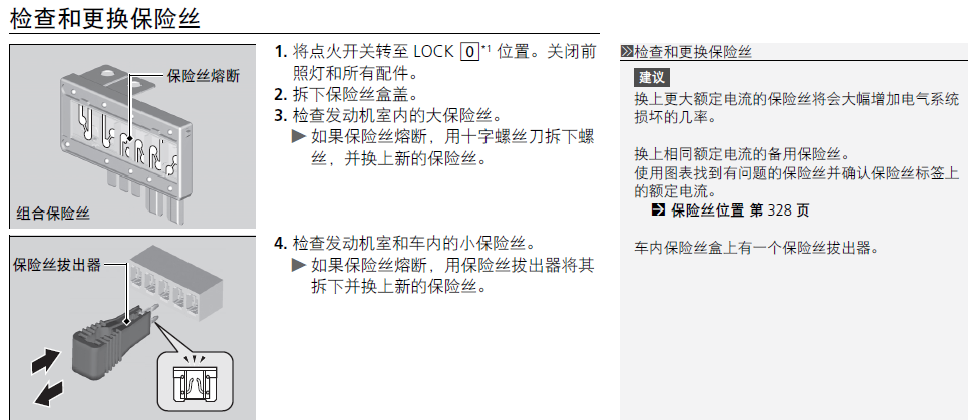 检查和更换保险丝
保险丝熔断
组合保险丝
1. 将点火开关转至 LOCK 0*1 位置。关闭前
照灯和所有配件。
2. 拆下保险丝盒盖。
3. 检查发动机室内的大保险丝。
▶ 如果保险丝熔断，用十字螺丝刀拆下螺
丝，并换上新的保险丝。
保险丝拔出器
4. 检查发动机室和车内的小保险丝。
▶ 如果保险丝熔断，用保险丝拔出器将其
拆下并换上新的保险丝。
检查和更换保险丝
建议
换上更大额定电流的保险丝将会大幅增加电气系统
损坏的几率。
换上相同额定电流的备用保险丝。
使用图表找到有问题的保险丝并确认保险丝标签上
的额定电流。
保险丝位置 第 328 页
车内保险丝盒上有一个保险丝拔出器。